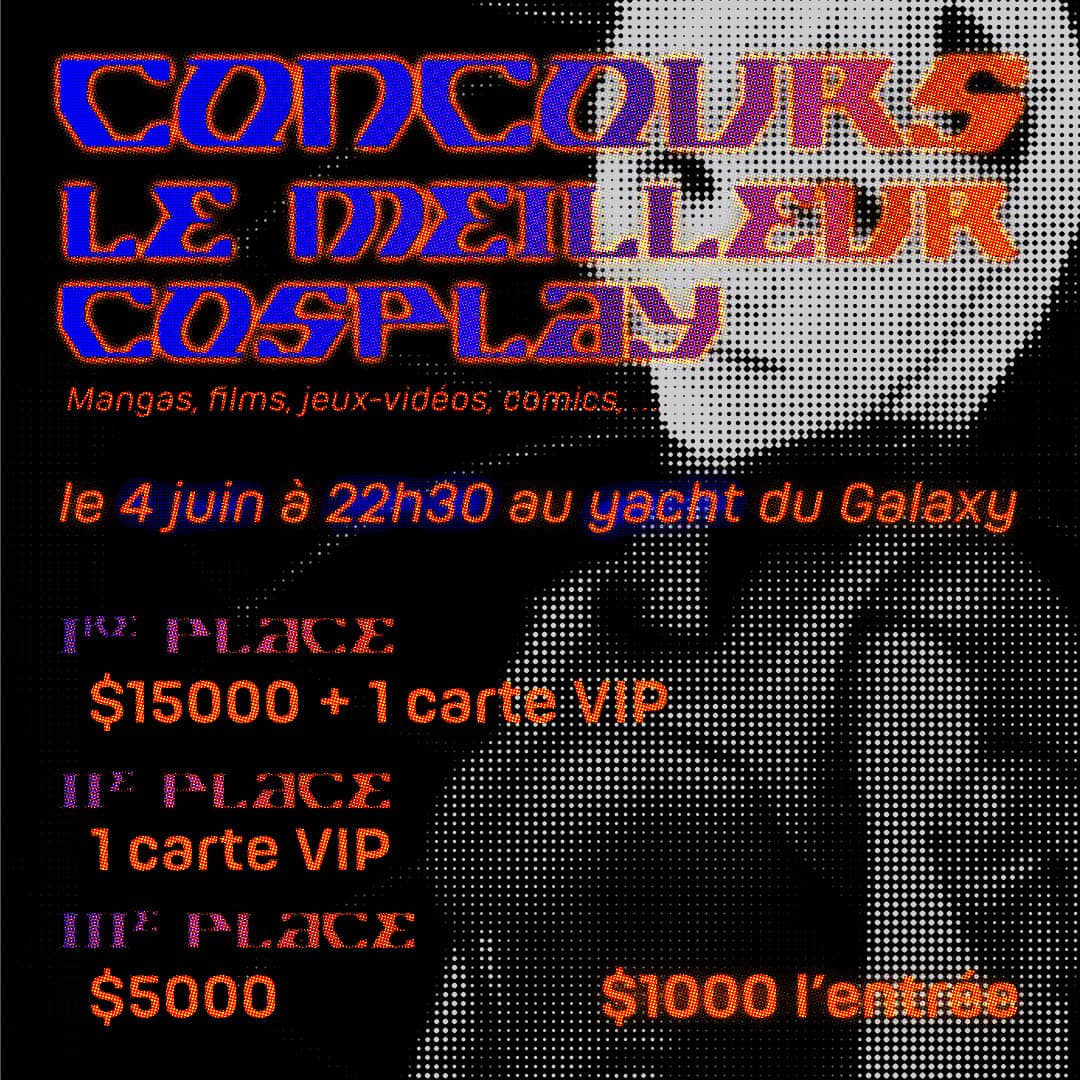 CONCOURS
LE MEILLEUR
COSPLAY
Mangas, films, jeux-vidéos, comics,...
le 4 juin à 22h30 au yacht du Galaxy
IRE PLACE
$15000 + 1 carte VIP
IIE PLACE
1 carte VIP
IIIE PLACE
$5000
$1000 l'entrée